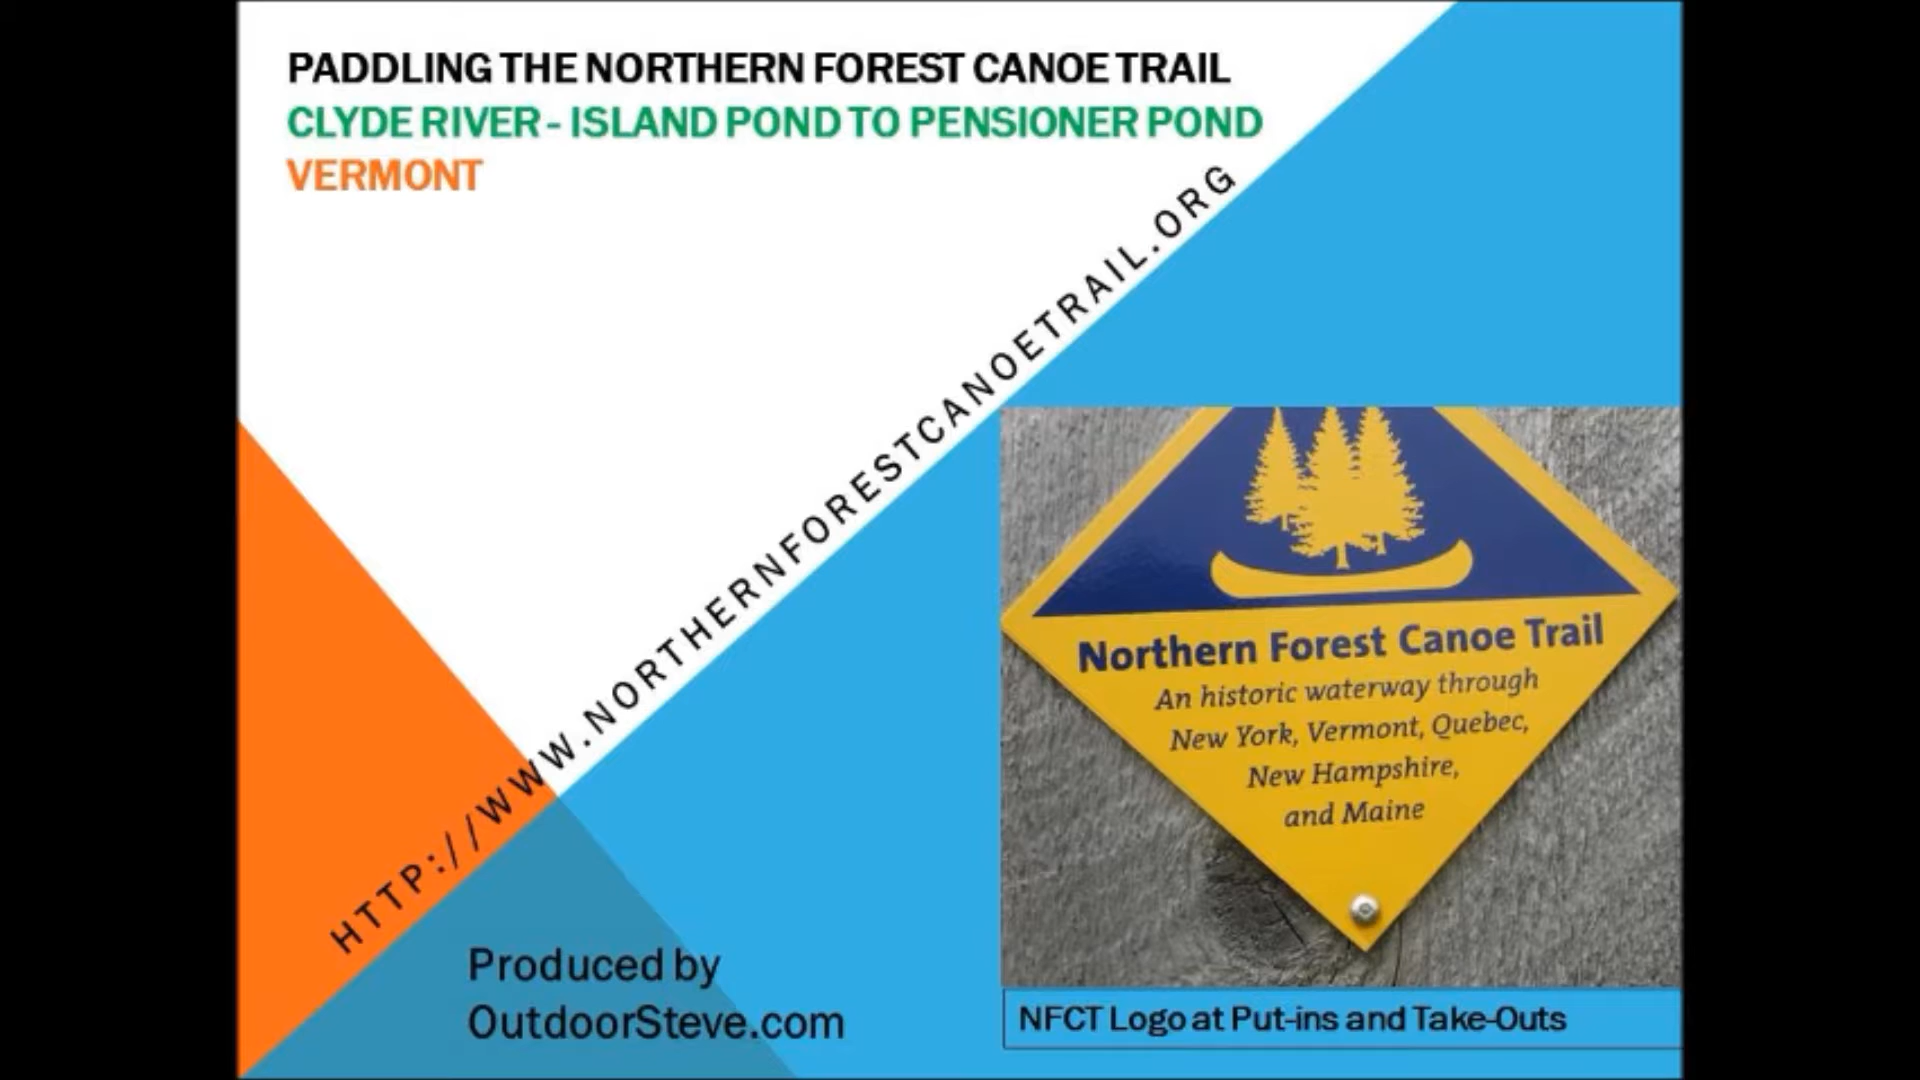 PADDLING THE NORTHERN FOREST CANOE TRAIL
CLYDE RIVER - ISLAND POND TO PENSIONER POND
VERMONT
HTTP://WWW.NORTHERNFORESTCANOETRAIL.ORG
Northern Forest Canoe Trail
An historic waterway through
New York, Vermont, Quebec,
New Hampshire,
and Maine
Produced by
OutdoorSteve.com
NFCT Logo at Put-ins and Take-Outs